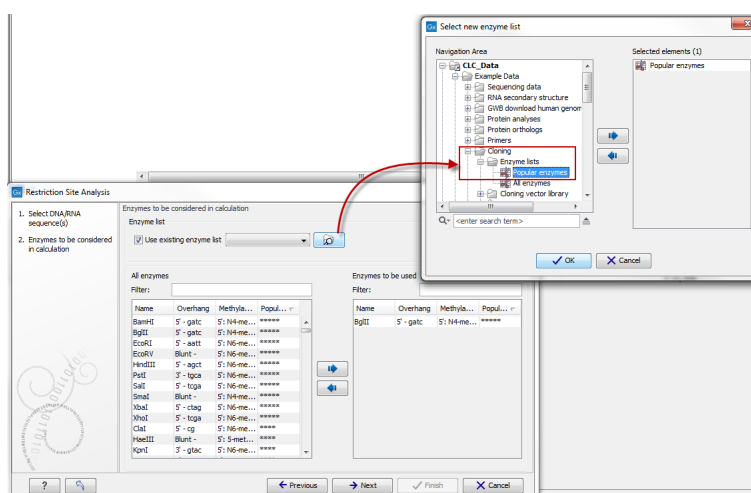 Select new enzyme list
Navigation Area
CLC_Data
Example Data
Sequencing data
RNA secondary structure
GWB download human genom
Protein analyses
Protein orthologs
Primers
Cloning
Enzyme lists
Popular enzymes
All enzymes
Cloning vector library
<enter search term>
Selected elements (1)
Popular enzymes
OK Cancel
Restriction Site Analysis
1. Select DNA/RNA
sequence(s)
2. Enzymes to be considered
in calculation
Enzymes to be considered in calculation
Enzyme list
Use existing enzyme list
All enzymes
Filter:
Name Overhang Methyla... Popul...
BamHI 5' - gatc 5': N4-me... *****
BglII 5' - gatc 5': N4-me... *****
EcoRI 5' - aatt 5': N6-me... *****
EcoRV Blunt - 5': N6-me... *****
HindIII 5' - agct 5': N6-me... *****
PstI 3' - tgca 5': N6-me... *****
SalI 5' - tcga 5': N6-me... *****
SmaI Blunt - 5': N4-me... *****
XbaI 5' - ctag 5': N6-me... *****
XhoI 5' - tcga 5': N6-me... *****
ClaI 5' - cg 5': N6-me... ****
HaeIII Blunt - 5': 5-met... ****
KpnI 3' - gtac 5': N6-me... ****
Enzymes to be used
Filter:
Name Overhang Methyla... Popul...
BglII 5' - gatc 5': N4-me... *****
? Previous Next Finish Cancel